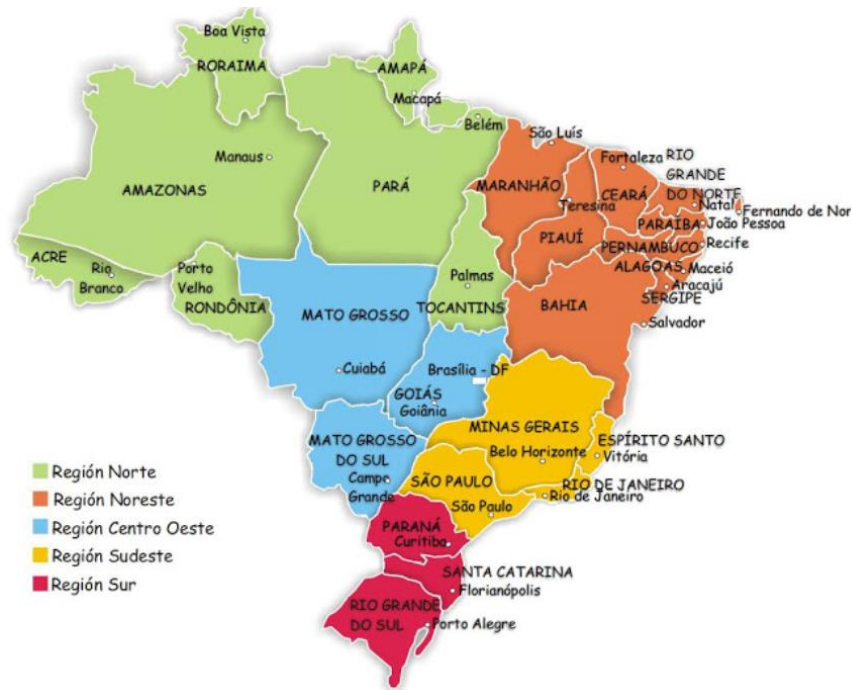 Boa Vista
RORAIMA
AMAPÁ
Macapá
Belém
São Luís
Manaus
AMAZONAS
PARÁ
MARANHÃO
Teresina
Fortaleza
CEARÁ
RIO
GRANDE
DO NORTE
Natal
Fernando de Nor
PARAÍBA
João Pessoa
PIAUÍ
PERNAMBUCO
Recife
ALAGOAS
Maceió
Aracajú
SERGIPE
ACRE
Rio
Branco
Porto
Velho
RONDÔNIA
MATO GROSSO
Cuiabá
Palmas
TOCANTINS
BAHIA
Salvador
Brasília - DF
GOIÁS
Goiânia
MATO GROSSO
DO SUL
Campo
Grande
MINAS GERAIS
Belo Horizonte
ESPÍRITO SANTO
Vitória
SÃO PAULO
São Paulo
RIO DE JANEIRO
Rio de Janeiro
PARANÁ
Curitiba
SANTA CATARINA
Florianópolis
RIO GRANDE
DO SUL
Porto Alegre
Región Norte
Región Noreste
Región Centro Oeste
Región Sudeste
Región Sur